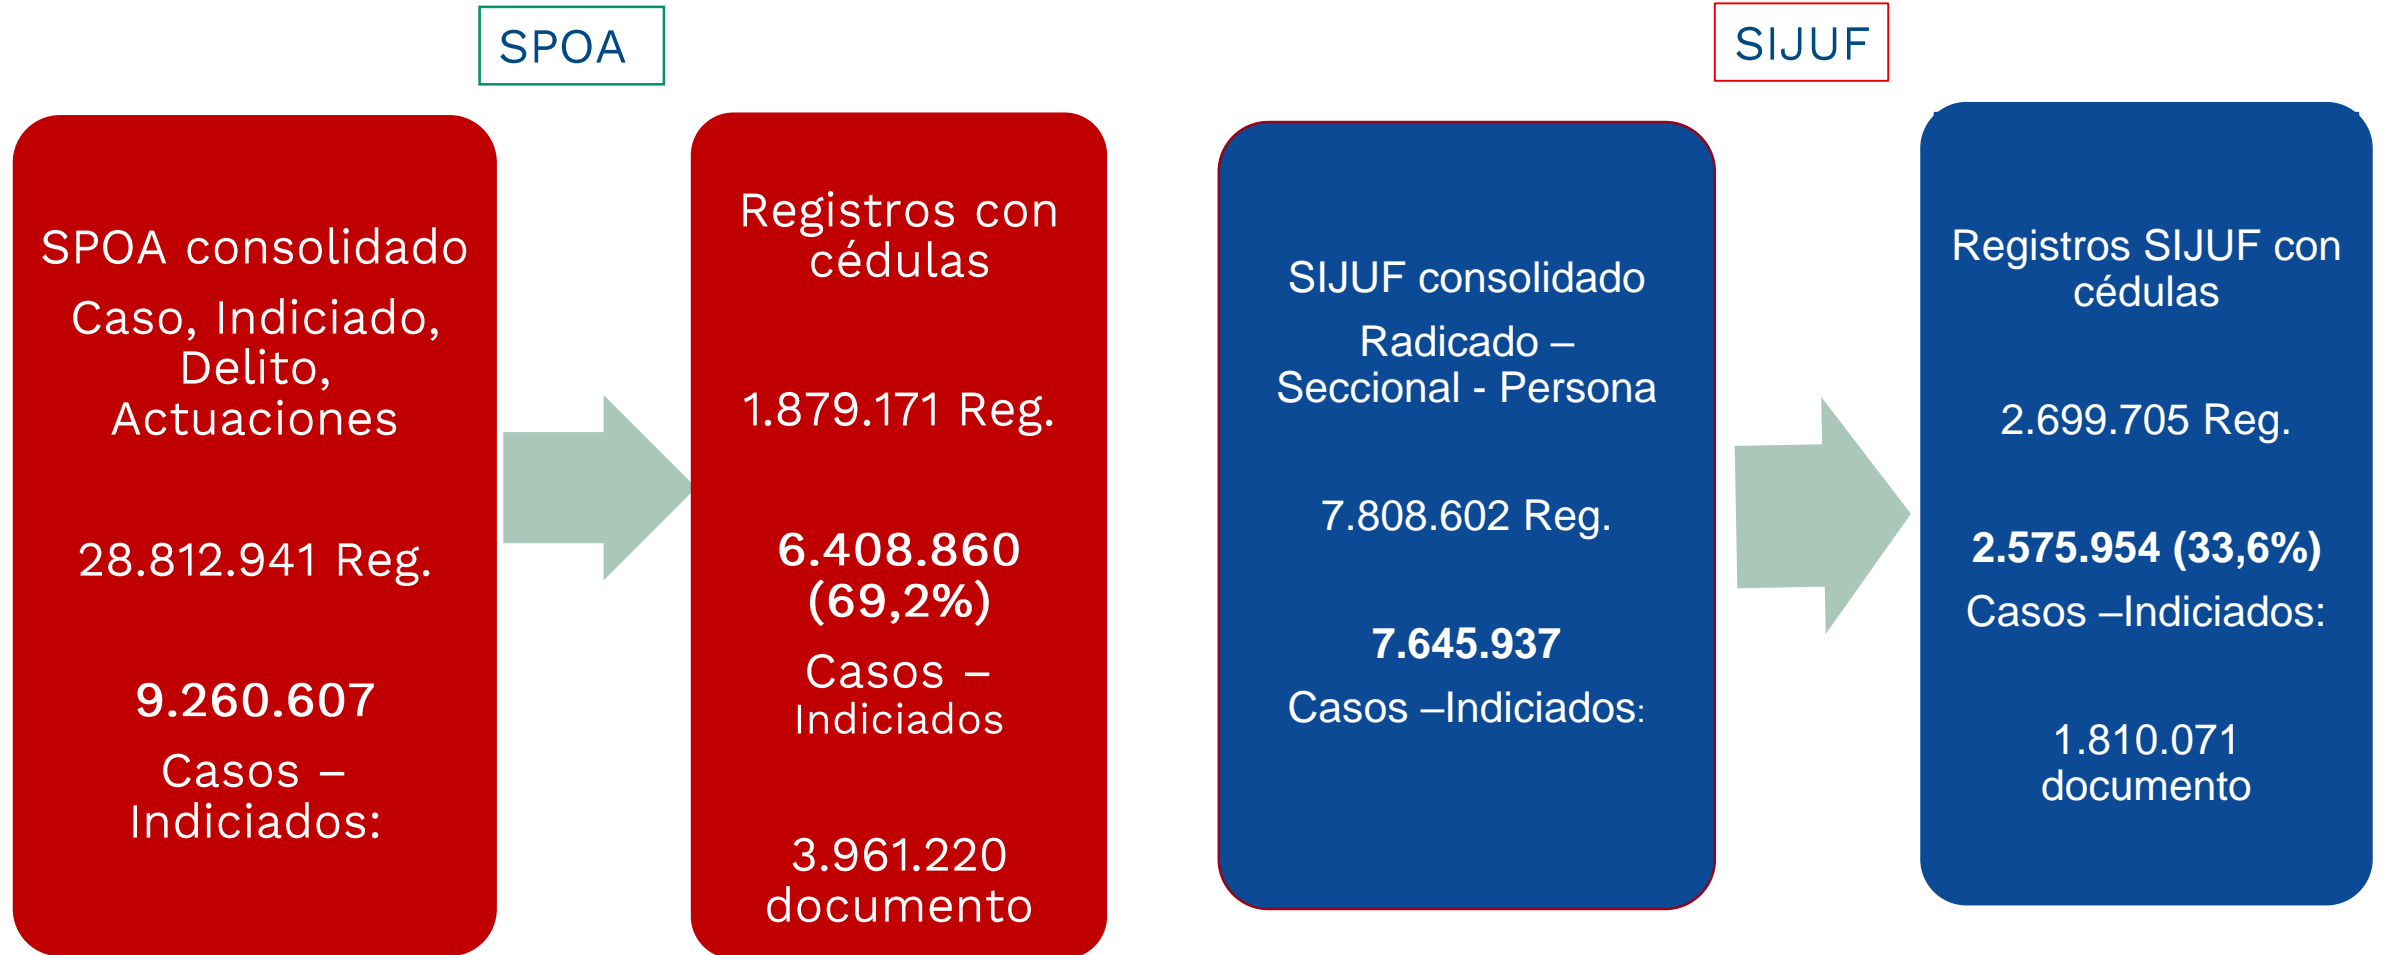 SPOA
SPOA consolidado
Caso, Indiciado,
Delito,
Actuaciones
28.812.941 Reg.
9.260.607
Casos –
Indiciados:
Registros con
cédulas
1.879.171 Reg.
6.408.860
(69,2%)
Casos –
Indiciados
3.961.220
documento
SIJUF
SIJUF consolidado
Radicado –
Seccional - Persona
7.808.602 Reg.
7.645.937
Casos –Indiciados:
Registros SIJUF con
cédulas
2.699.705 Reg.
2.575.954 (33,6%)
Casos –Indiciados:
1.810.071
documento